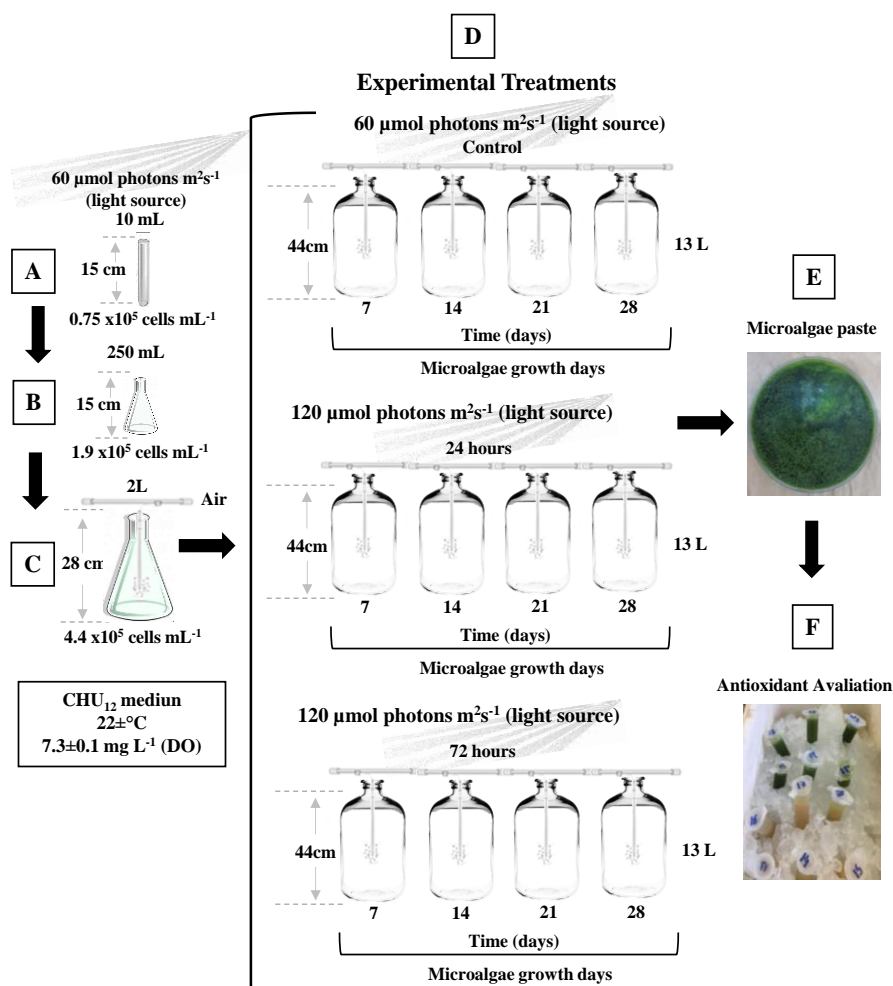 D
Experimental Treatments
60 µmol photons m²s⁻¹ (light source)
Control
44cm
13 L
7 14 21 28
Time (days)
Microalgae growth days
60 µmol photons m²s⁻¹
(light source)
10 mL
A
15 cm
0.75 x10⁵ cells mL⁻¹
250 mL
B
15 cm
1.9 x10⁵ cells mL⁻¹
2L
Air
C
28 cm
4.4 x10⁵ cells mL⁻¹
CHU₁₂ mediun
22±°C
7.3±0.1 mg L⁻¹ (DO)
120 µmol photons m²s⁻¹ (light source)
24 hours
44cm
13 L
7 14 21 28
Time (days)
Microalgae growth days
120 µmol photons m²s⁻¹ (light source)
72 hours
44cm
13 L
7 14 21 28
Time (days)
Microalgae growth days
E
Microalgae paste
F
Antioxidant Avaliation